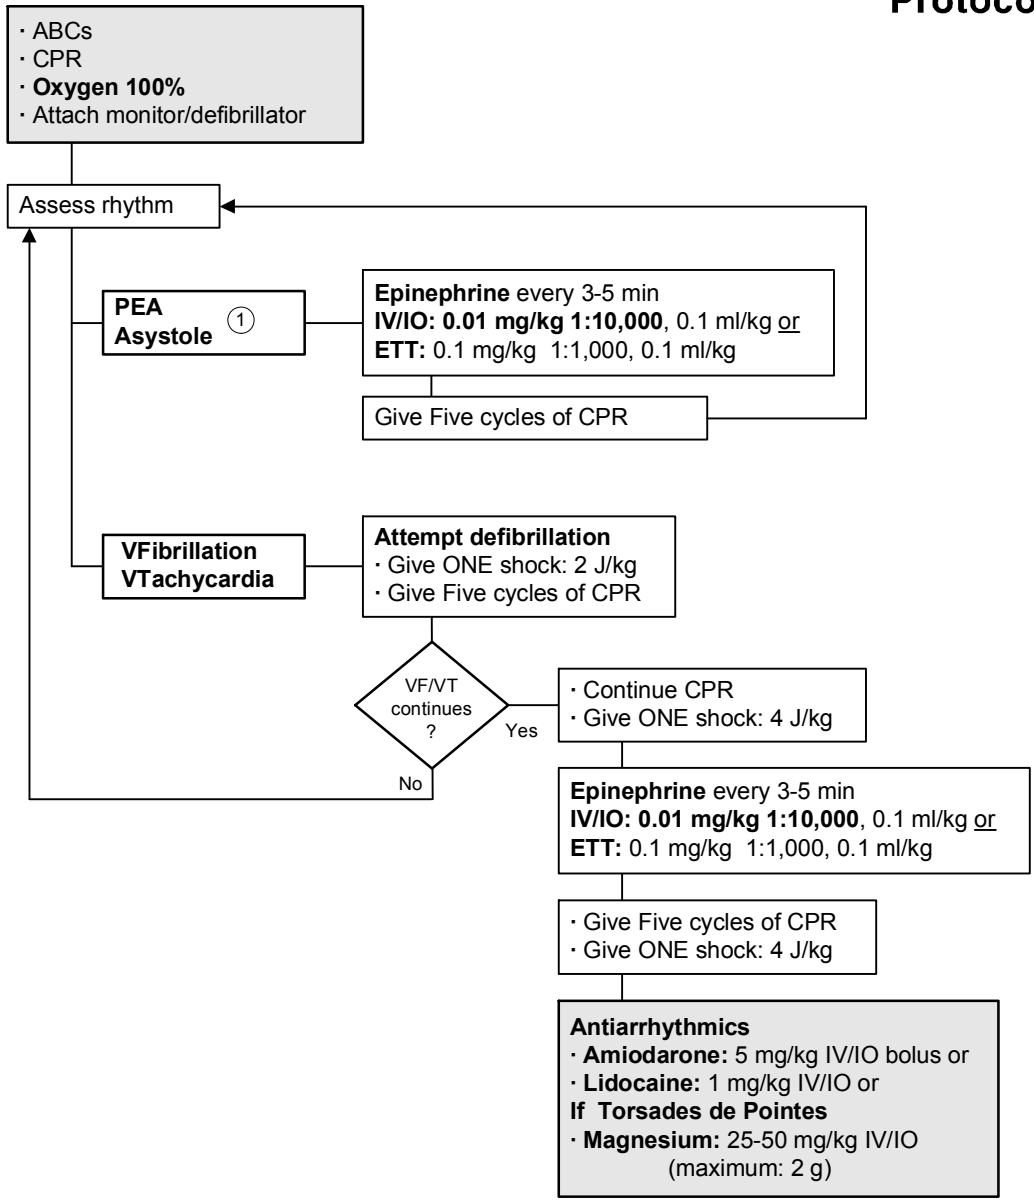 Protoco
· ABCs
· CPR
· Oxygen 100%
· Attach monitor/defibrillator
Assess rhythm
PEA
Asystole ①
Epinephrine every 3-5 min
IV/IO: 0.01 mg/kg 1:10,000, 0.1 ml/kg or
ETT: 0.1 mg/kg 1:1,000, 0.1 ml/kg
Give Five cycles of CPR
VFibrillation
VTachycardia
Attempt defibrillation
· Give ONE shock: 2 J/kg
· Give Five cycles of CPR
VF/VT
continues
?
Yes
No
· Continue CPR
· Give ONE shock: 4 J/kg
Epinephrine every 3-5 min
IV/IO: 0.01 mg/kg 1:10,000, 0.1 ml/kg or
ETT: 0.1 mg/kg 1:1,000, 0.1 ml/kg
· Give Five cycles of CPR
· Give ONE shock: 4 J/kg
Antiarrhythmics
· Amiodarone: 5 mg/kg IV/IO bolus or
· Lidocaine: 1 mg/kg IV/IO or
If Torsades de Pointes
· Magnesium: 25-50 mg/kg IV/IO
(maximum: 2 g)